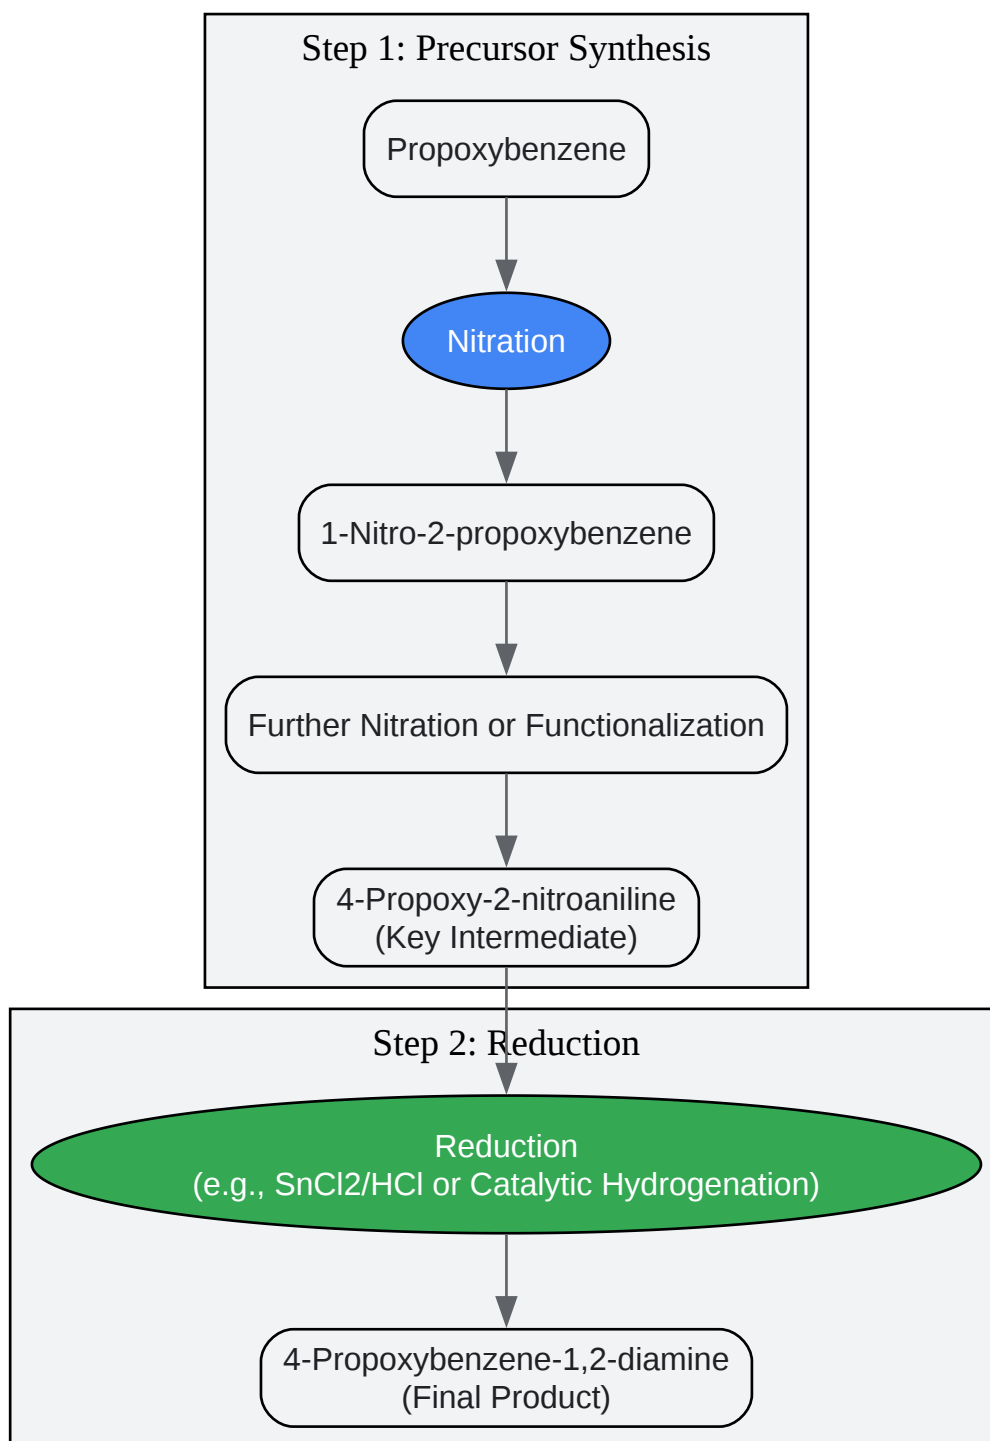 Step 1: Precursor Synthesis
Propoxybenzene
Nitration
1-Nitro-2-propoxybenzene
Further Nitration or Functionalization
4-Propoxy-2-nitroaniline
(Key Intermediate)
Step 2: Reduction
Reduction
(e.g., SnCl2/HCl or Catalytic Hydrogenation)
4-Propoxybenzene-1,2-diamine
(Final Product)